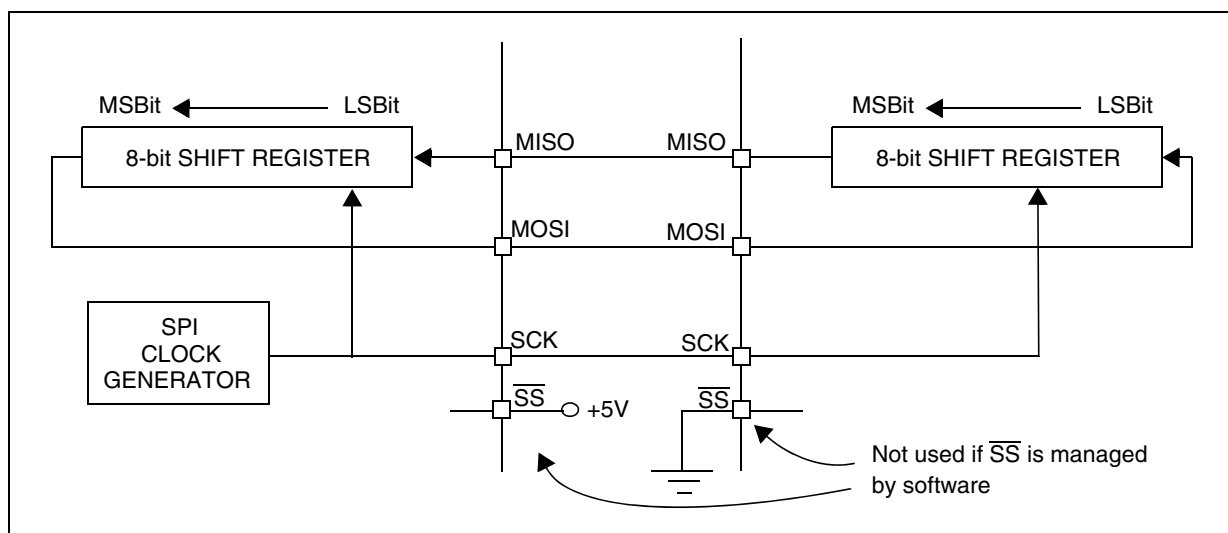 MSBit LSBit MSBit LSBit
8-bit SHIFT REGISTER MISO MISO 8-bit SHIFT REGISTER
MOSI MOSI
SPI
CLOCK
GENERATOR
SCK SCK
SS +5V SS
Not used if SS is managed
by software